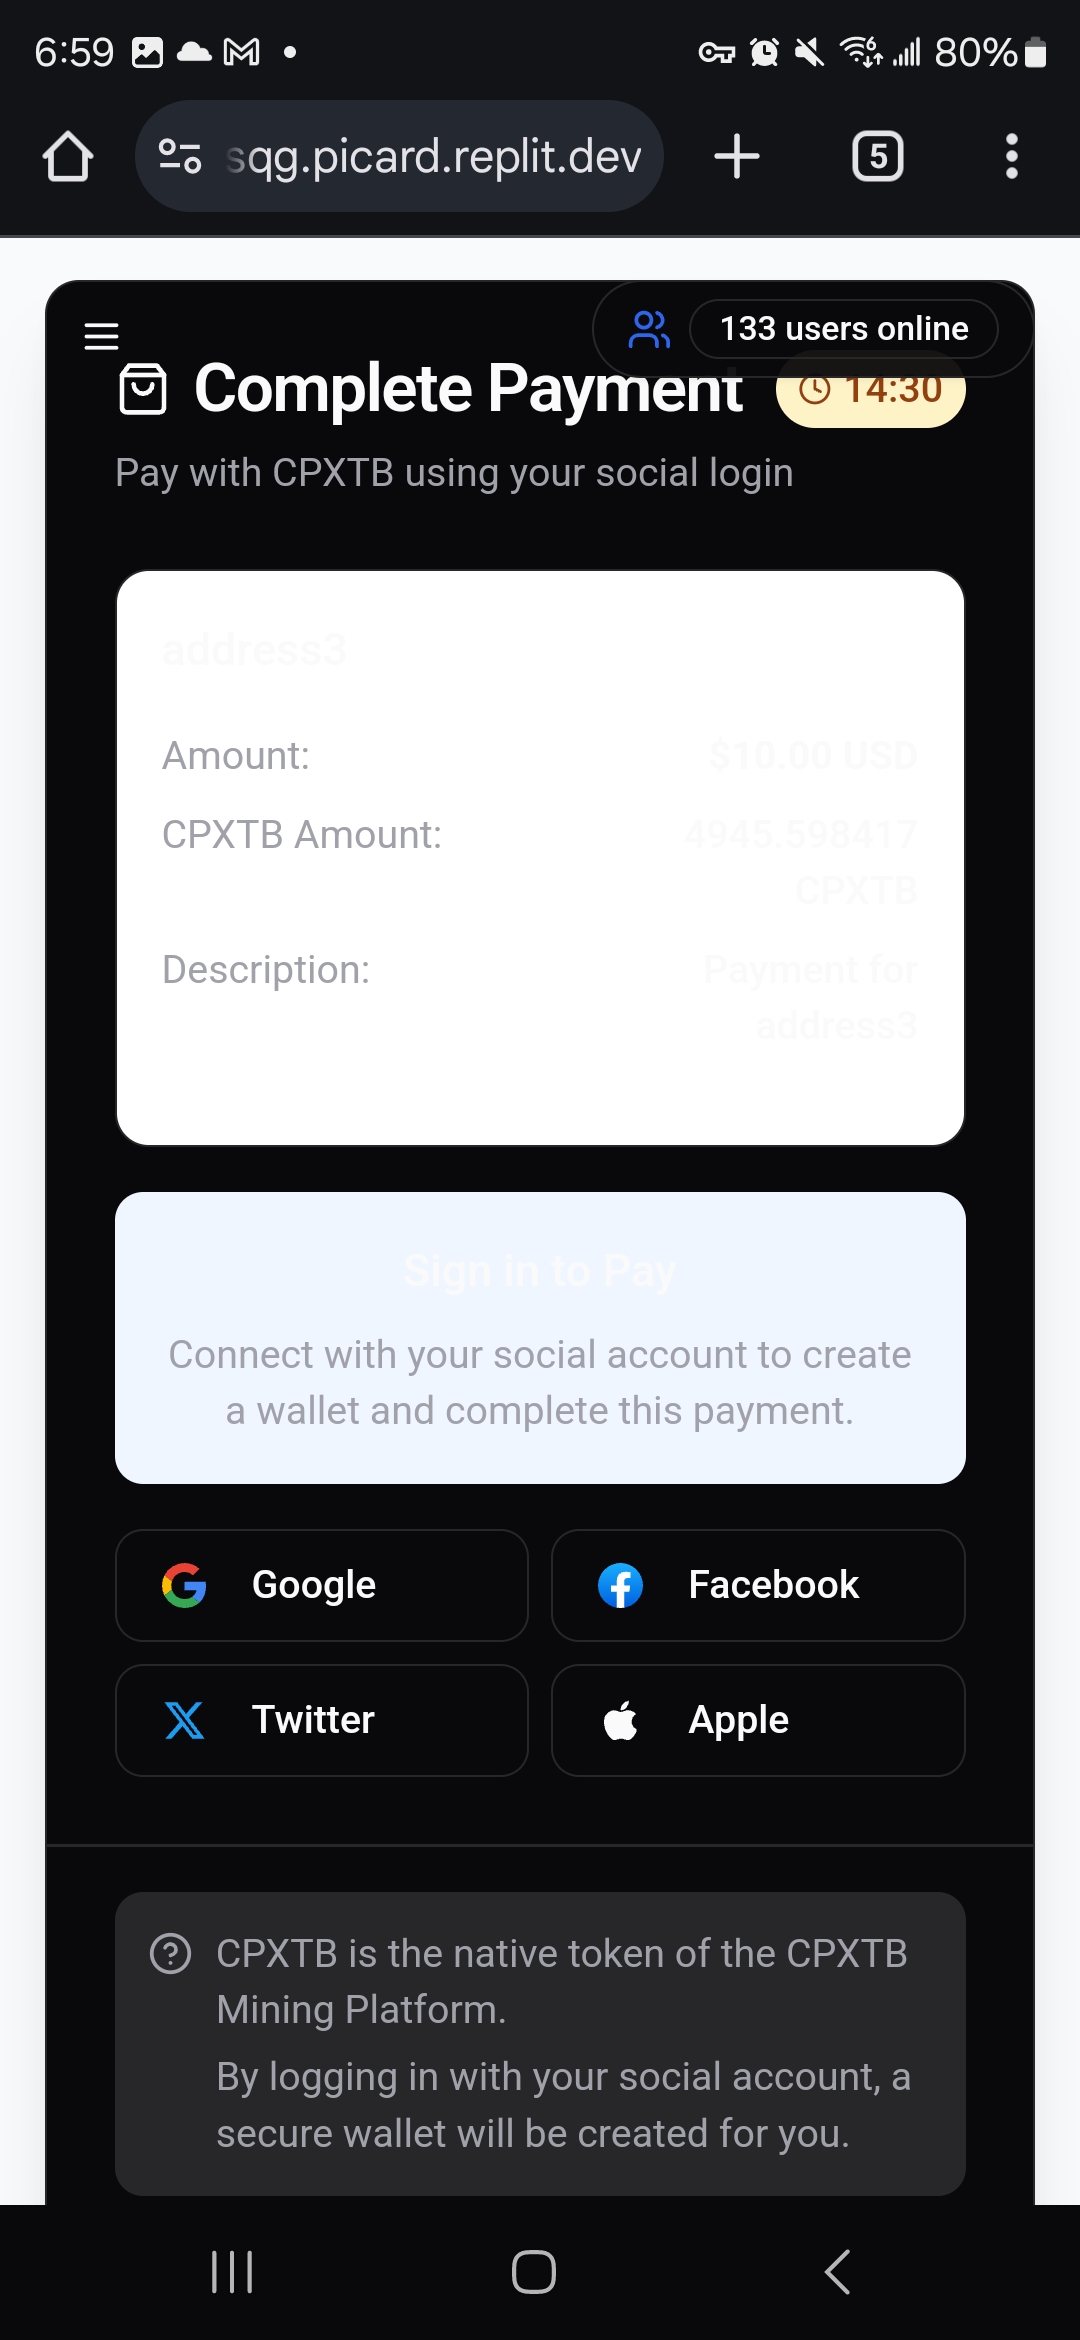 6:59
80%
sqg.picard.replit.dev
5
133 users online
Complete Payment
14:30
Pay with CPXTB using your social login
address3
Amount: $10.00 USD
CPXTB Amount: 4945.598417
CPXTB
Description: Payment for
address3
Sign in to Pay
Connect with your social account to create
a wallet and complete this payment.
Google
Facebook
Twitter
Apple
CPXTB is the native token of the CPXTB
Mining Platform.
By logging in with your social account, a
secure wallet will be created for you.